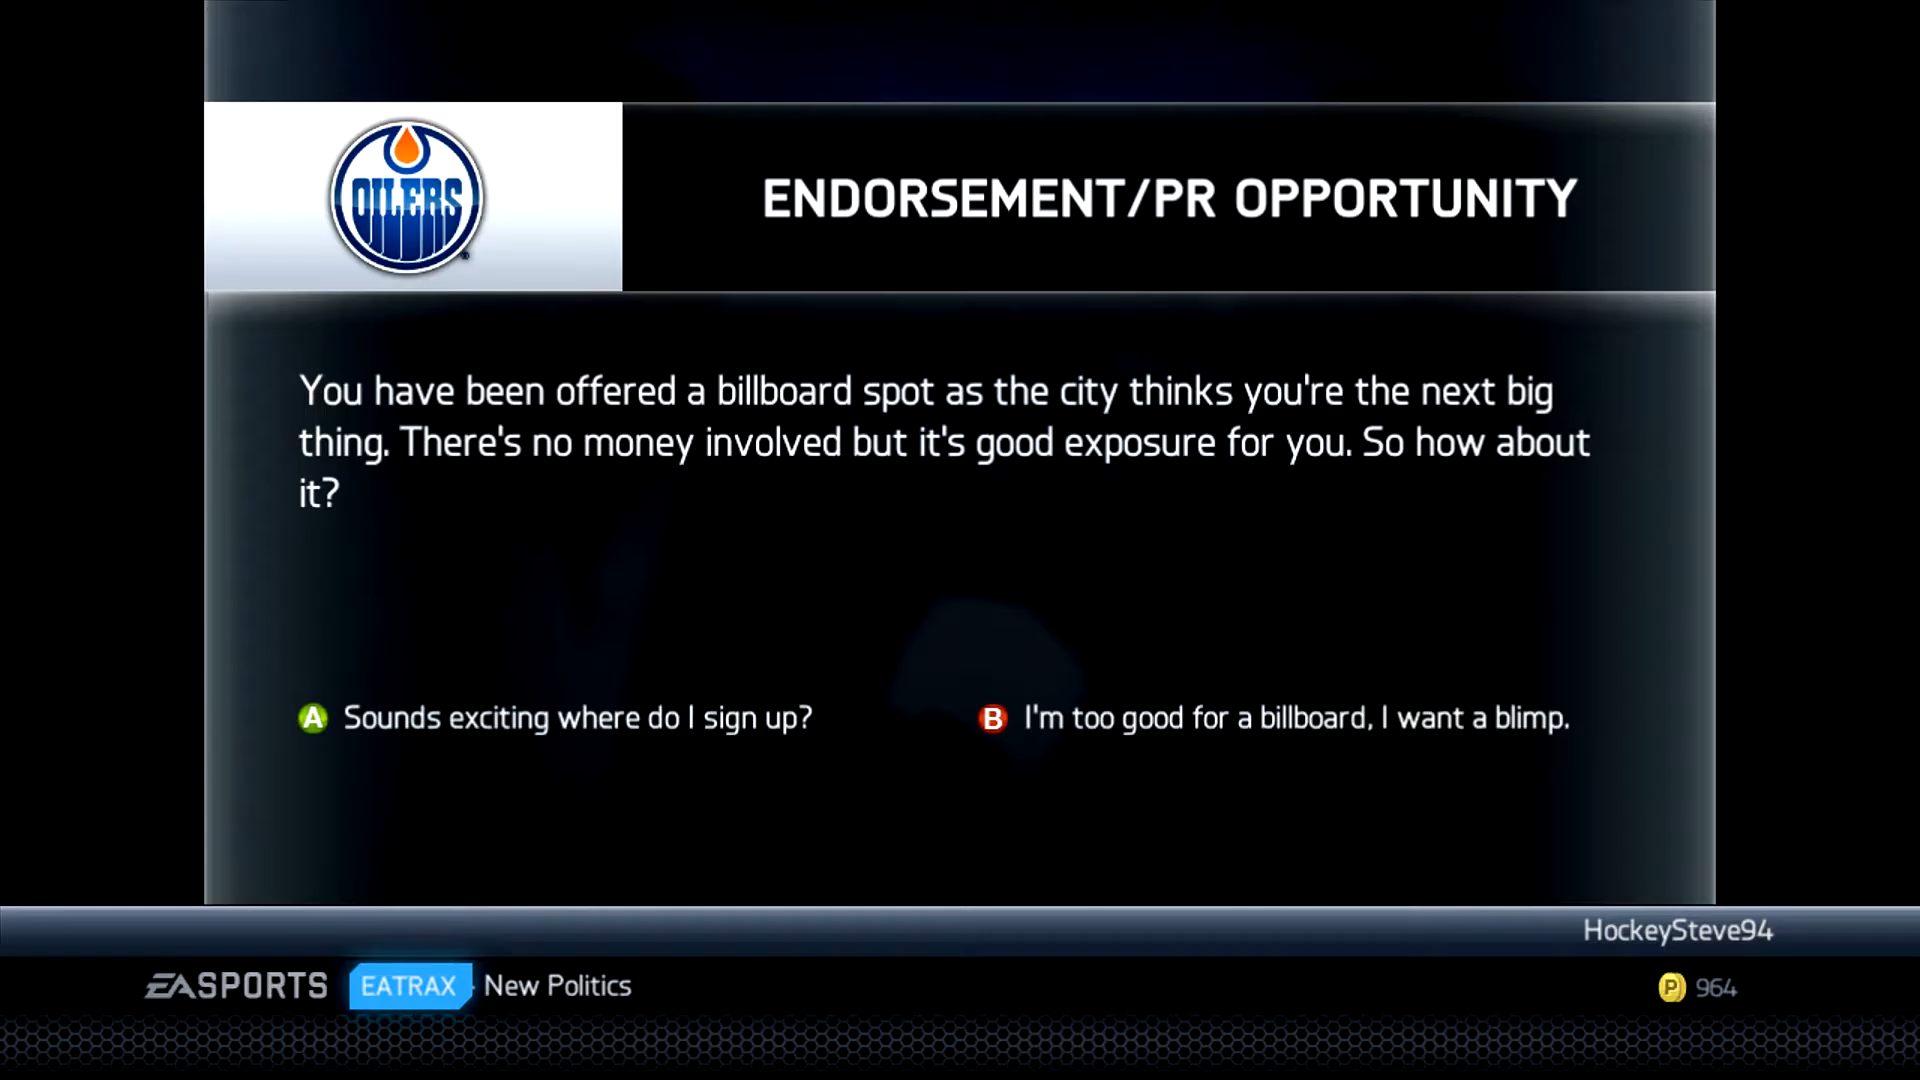 OILERS
ENDORSEMENT/PR OPPORTUNITY
You have been offered a billboard spot as the city thinks you're the next big
thing. There's no money involved but it's good exposure for you. So how about
it?
A Sounds exciting where do I sign up?
B I'm too good for a billboard, I want a blimp.
HockeySteve94
EA SPORTS EATRAX New Politics
P 964